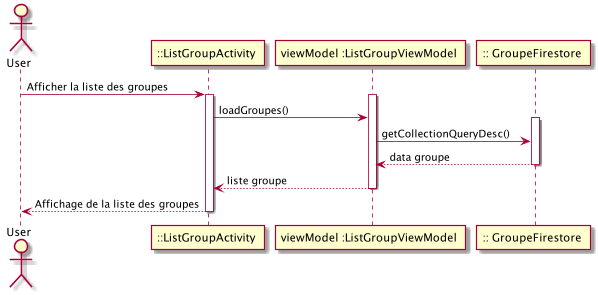 User
::ListGroupActivity
viewModel :ListGroupViewModel
:: GroupeFirestore
Afficher la liste des groupes
loadGroupes()
getCollectionQueryDesc()
data groupe
liste groupe
Affichage de la liste des groupes
User
::ListGroupActivity
viewModel :ListGroupViewModel
:: GroupeFirestore